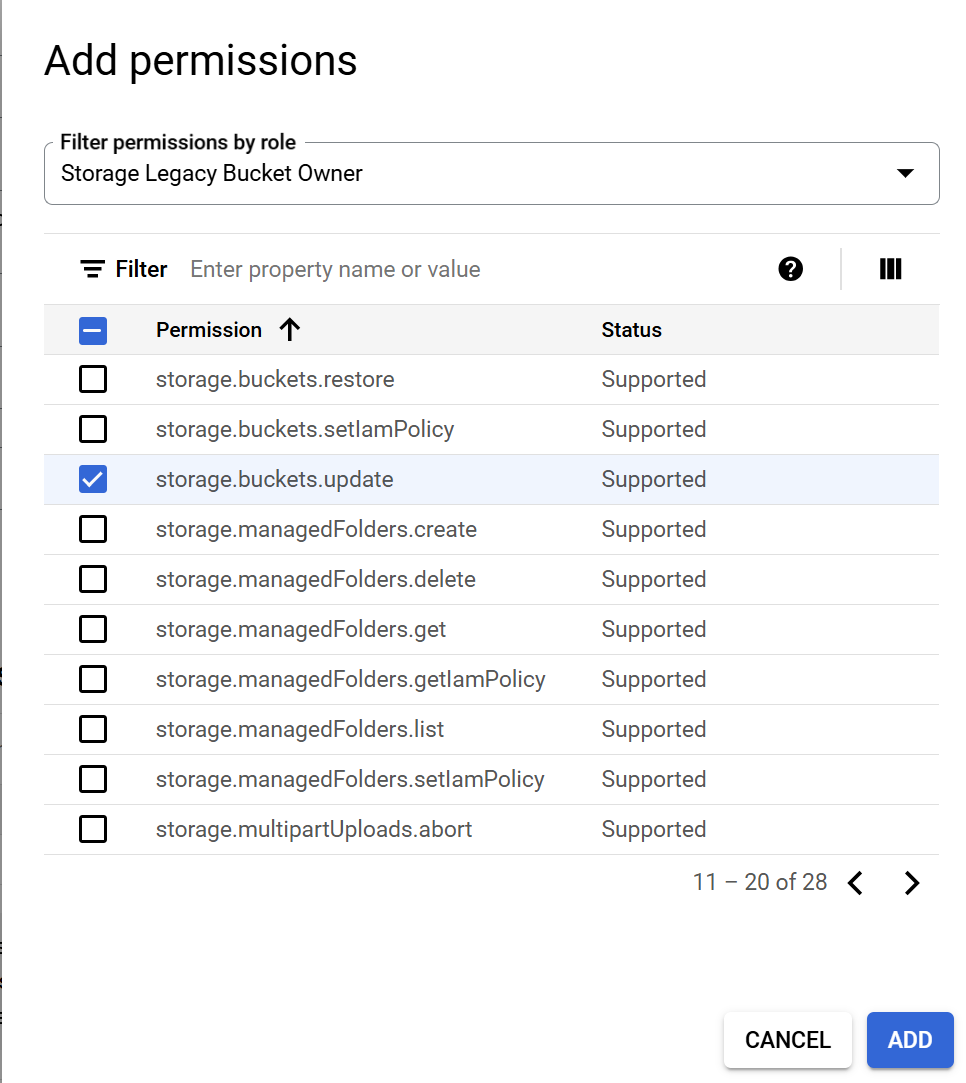 Add permissions
Filter permissions by role
Storage Legacy Bucket Owner
Filter Enter property name or value
Permission Status
storage.buckets.restore Supported
storage.buckets.setIamPolicy Supported
storage.buckets.update Supported
storage.managedFolders.create Supported
storage.managedFolders.delete Supported
storage.managedFolders.get Supported
storage.managedFolders.getIamPolicy Supported
storage.managedFolders.list Supported
storage.managedFolders.setIamPolicy Supported
storage.multipartUploads.abort Supported
11 – 20 of 28
CANCEL ADD